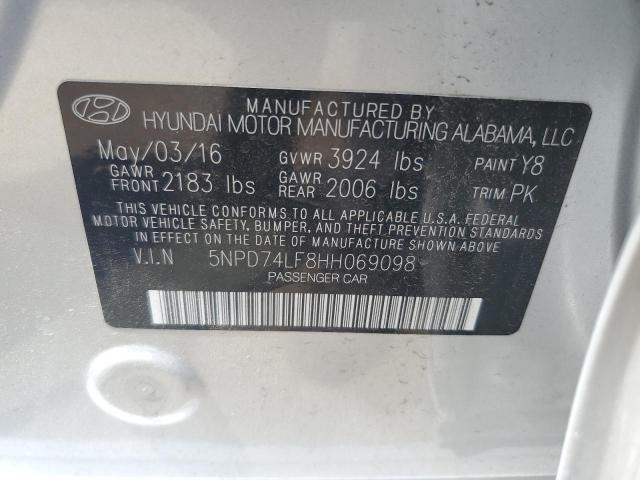 MANUFACTURED BY
HYUNDAI MOTOR MANUFACTURING ALABAMA, LLC
May/03/16 GVWR 3924 lbs PAINT Y8
GAWR FRONT 2183 lbs GAWR REAR 2006 lbs TRIM PK
THIS VEHICLE CONFORMS TO ALL APPLICABLE U.S.A. FEDERAL
MOTOR VEHICLE SAFETY, BUMPER, AND THEFT PREVENTION STANDARDS
IN EFFECT ON THE DATE OF MANUFACTURE SHOWN ABOVE.
V.I.N 5NPD74LF8HH069098
PASSENGER CAR